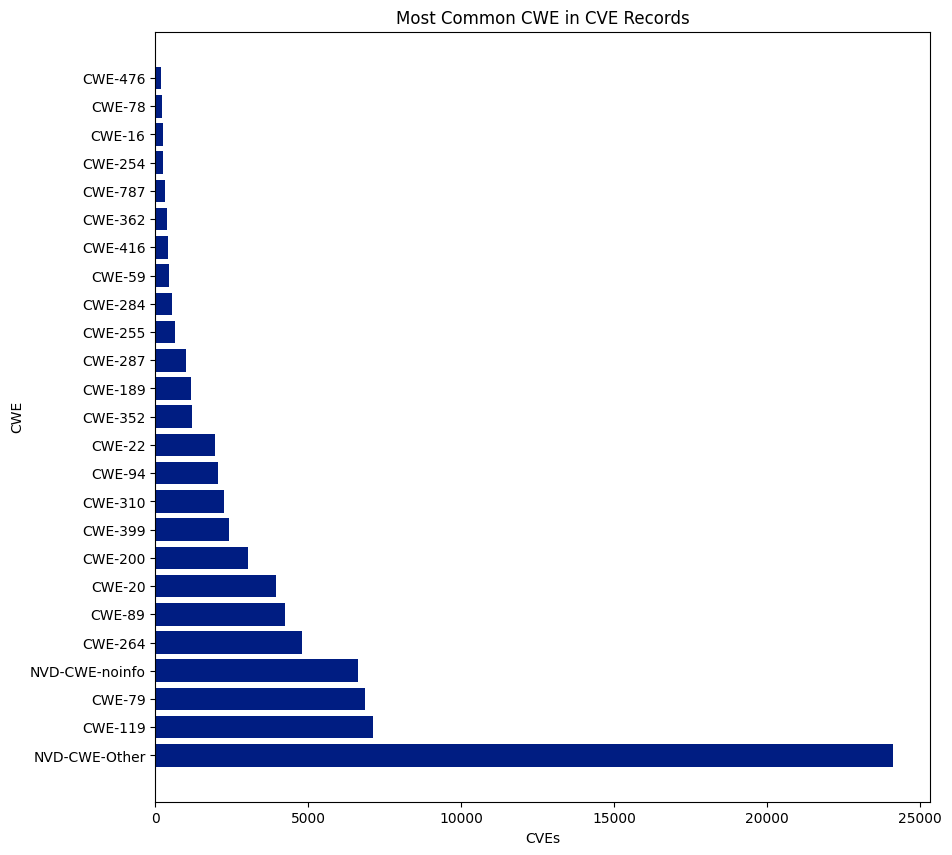 Most Common CWE in CVE Records
CWE-476
CWE-78
CWE-16
CWE-254
CWE-787
CWE-362
CWE-416
CWE-59
CWE-284
CWE-255
CWE-287
CWE-189
CWE-352
CWE-22
CWE-94
CWE-310
CWE-399
CWE-200
CWE-20
CWE-89
CWE-264
NVD-CWE-noinfo
CWE-79
CWE-119
NVD-CWE-Other
CWE
0 5000 10000 15000 20000 25000
CVEs